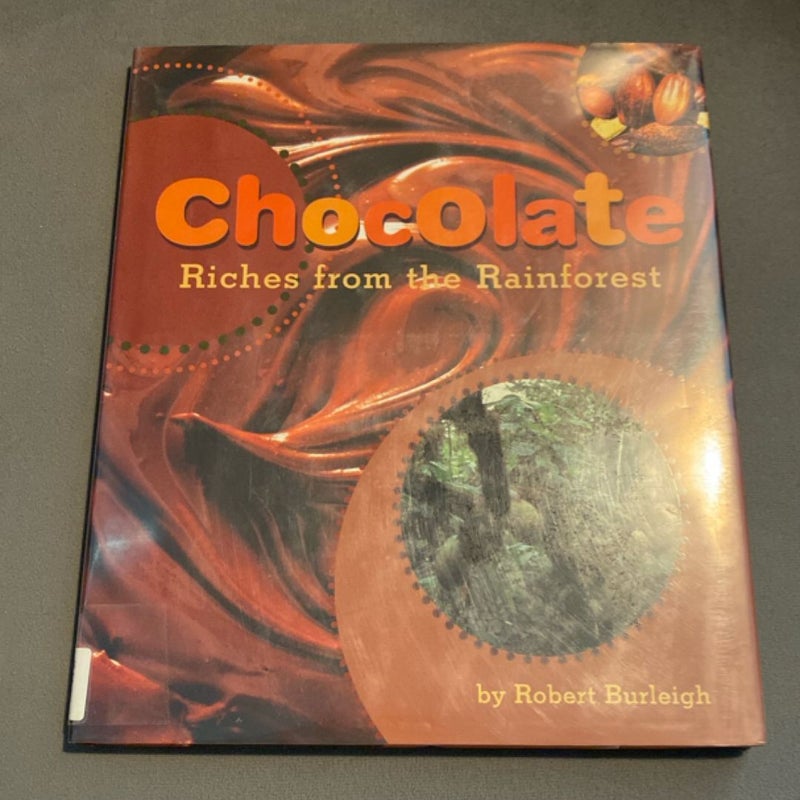 Chocolate
Riches from the Rainforest
by Robert Burleigh